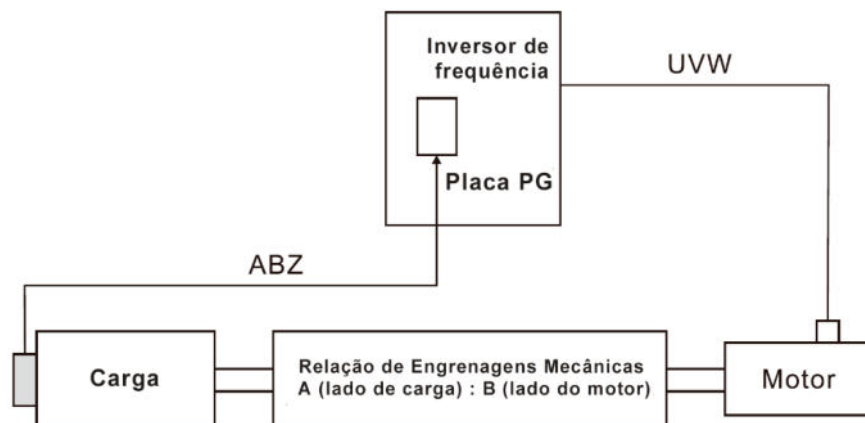 Inversor de
frequência
UVW
Placa PG
ABZ
Carga
Relação de Engrenagens Mecânicas
A (lado de carga) : B (lado do motor)
Motor